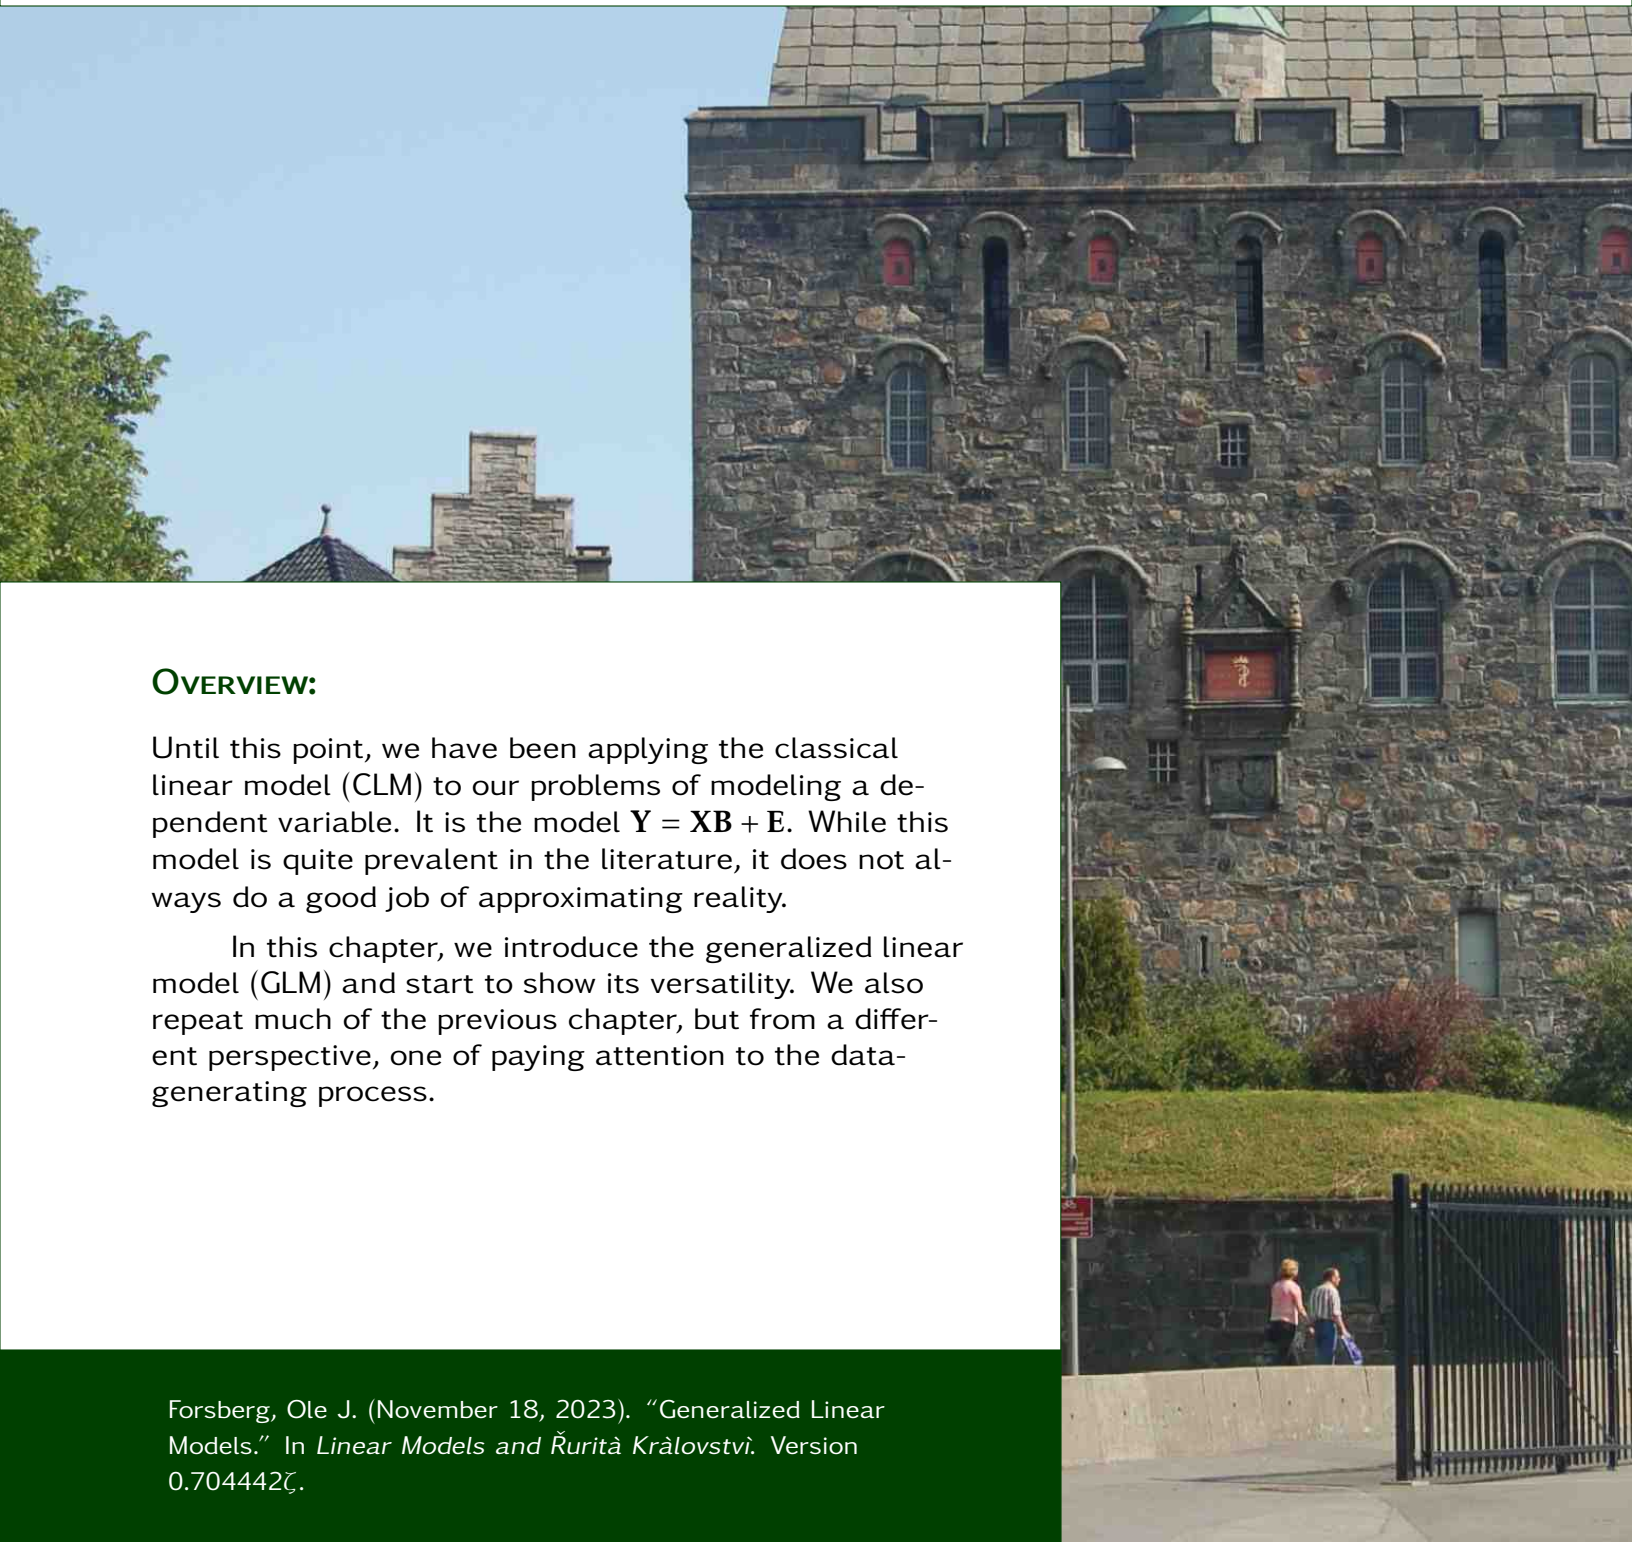 OVERVIEW:
Until this point, we have been applying the classical
linear model (CLM) to our problems of modeling a de-
pendent variable. It is the model Y = XB + E. While this
model is quite prevalent in the literature, it does not al-
ways do a good job of approximating reality.
In this chapter, we introduce the generalized linear
model (GLM) and start to show its versatility. We also
repeat much of the previous chapter, but from a differ-
ent perspective, one of paying attention to the data-
generating process.
Forsberg, Ole J. (November 18, 2023). “Generalized Linear
Models.” In Linear Models and Řurità Kràlovstvì. Version
0.704442ζ.